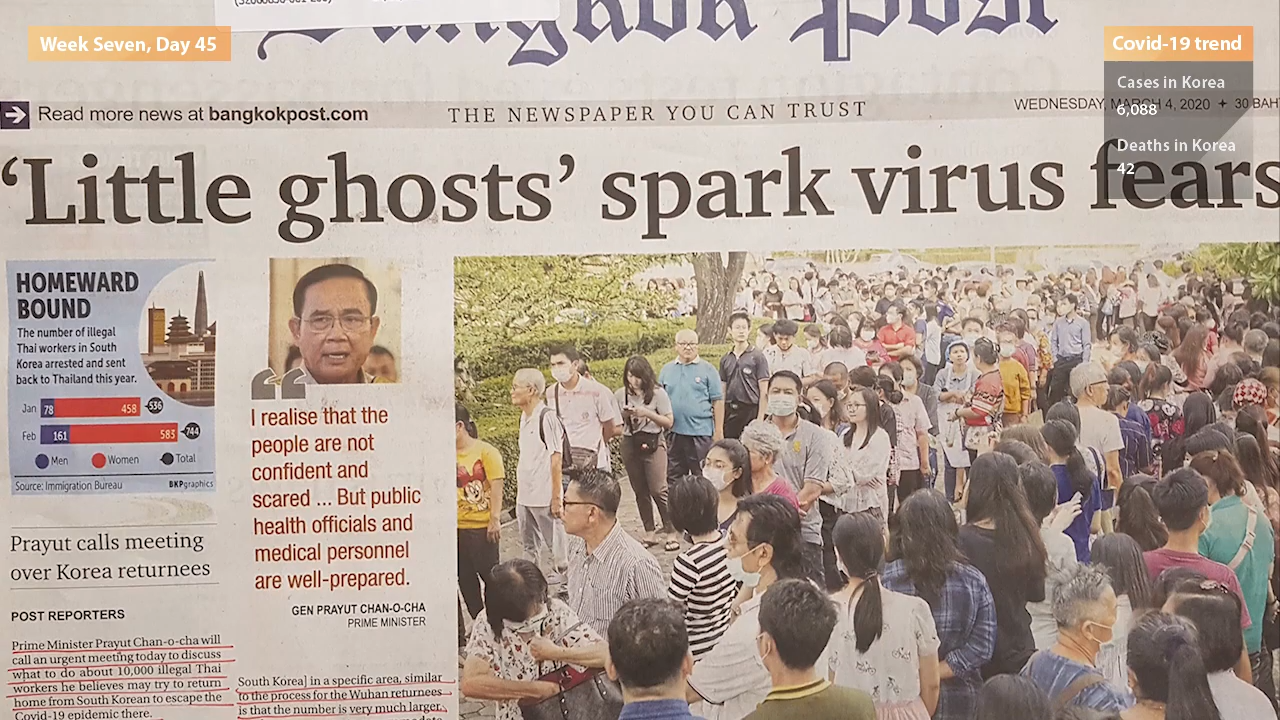 Week Seven, Day 45
Bangkok Post
Covid-19 trend
Cases in Korea
6,088
Deaths in Korea
42
Read more news at bangkokpost.com
THE NEWSPAPER YOU CAN TRUST
WEDNESDAY, MARCH 4, 2020 + 30 BAH
‘Little ghosts’ spark virus fears
HOMEWARD
BOUND
The number of illegal
Thai workers in South
Korea arrested and sent
back to Thailand this year.
Jan 78 458 536
Feb 161 583 744
Men Women Total
Source: Immigration Bureau BKPgraphics
Prayut calls meeting
over Korea returnees
POST REPORTERS
Prime Minister Prayut Chan-o-cha will
call an urgent meeting today to discuss
what to do about 10,000 illegal Thai
workers he believes may try to return
home from South Korean to escape the
Covid-19 epidemic there.
“I realise that the
people are not
confident and
scared ... But public
health officials and
medical personnel
are well-prepared.
GEN PRAYUT CHAN-O-CHA
PRIME MINISTER
South Korea] in a specific area, similar
to the process for the Wuhan returnees
is that the number is very much larger